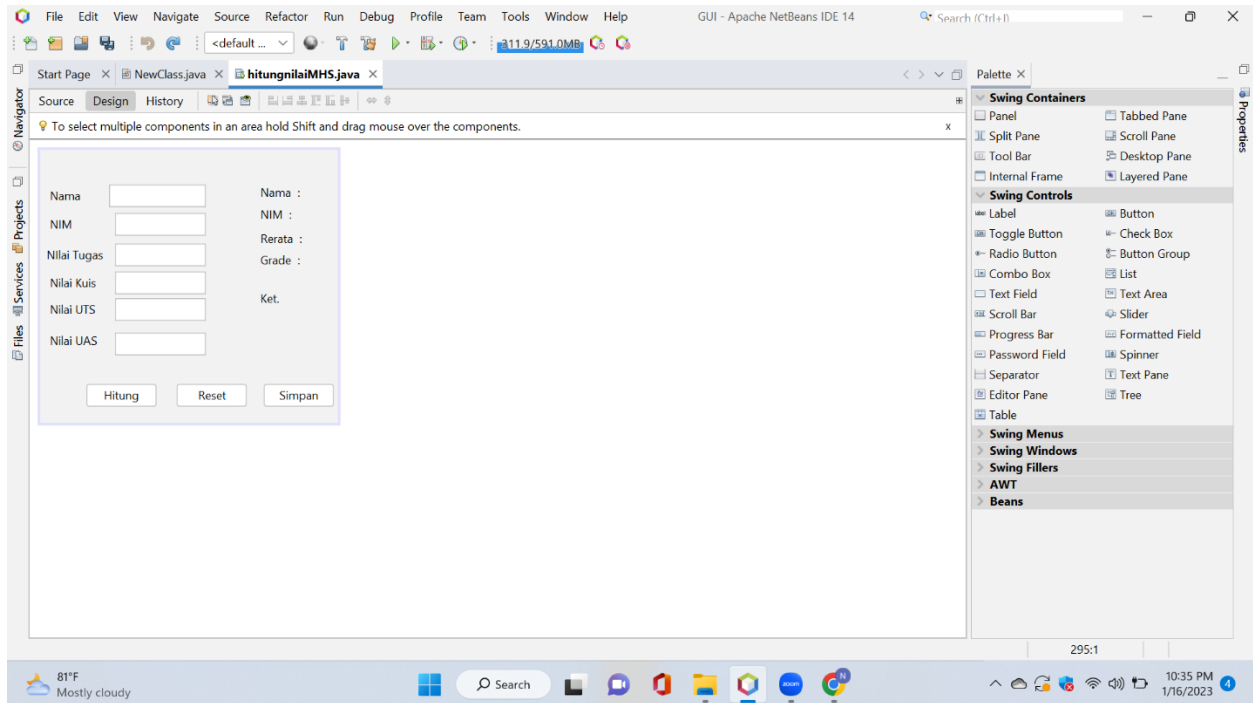 File Edit View Navigate Source Refactor Run Debug Profile Team Tools Window Help GUI - Apache NetBeans IDE 14 Search (Ctrl+I)
<default ... 311.9/591.0MB
Start Page NewClass.java hitungnilaiMHS.java Palette
Source Design History
To select multiple components in an area hold Shift and drag mouse over the components. x
Navigator
Projects
Services
Files
Nama
NIM
NIlai Tugas
Nilai Kuis
Nilai UTS
Nilai UAS
Nama :
NIM :
Rerata :
Grade :
Ket.
Hitung Reset Simpan
Swing Containers
Panel Tabbed Pane
Split Pane Scroll Pane
Tool Bar Desktop Pane
Internal Frame Layered Pane
Swing Controls
Label Button
Toggle Button Check Box
Radio Button Button Group
Combo Box List
Text Field Text Area
Scroll Bar Slider
Progress Bar Formatted Field
Password Field Spinner
Separator Text Pane
Editor Pane Tree
Table
Swing Menus
Swing Windows
Swing Fillers
AWT
Beans
Properties
295:1
81°F
Mostly cloudy
Search
zoom
N
10:35 PM
1/16/2023
4